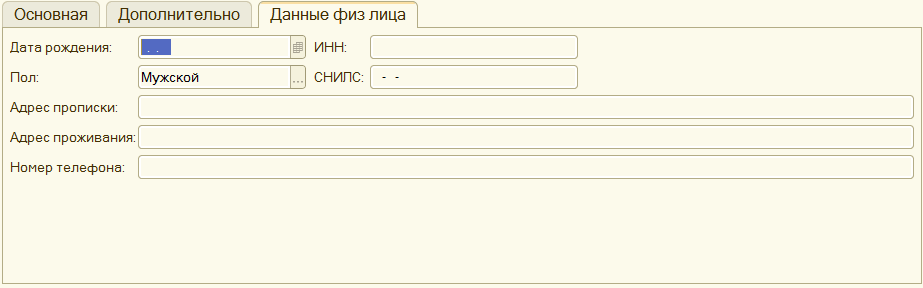 Основная Дополнительно Данные физ лица
Дата рождения: . . ИНН:
Пол: Мужской ... СНИЛС: - -
Адрес прописки:
Адрес проживания:
Номер телефона: